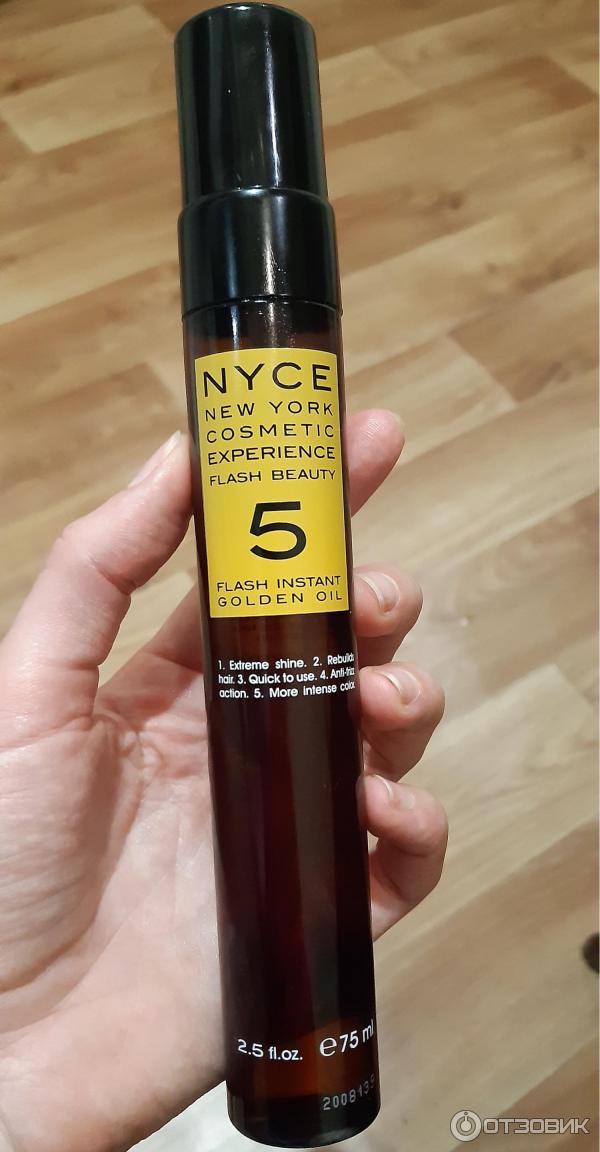 NYCE
NEW YORK
COSMETIC
EXPERIENCE
FLASH BEAUTY
5
FLASH INSTANT
GOLDEN OIL
1. Extreme shine. 2. Rebuilds
hair. 3. Quick to use. 4. Anti-frizz
action. 5. More intense color.
2.5 fl.oz. ℮75 ml
2008139
ОТЗОВИК